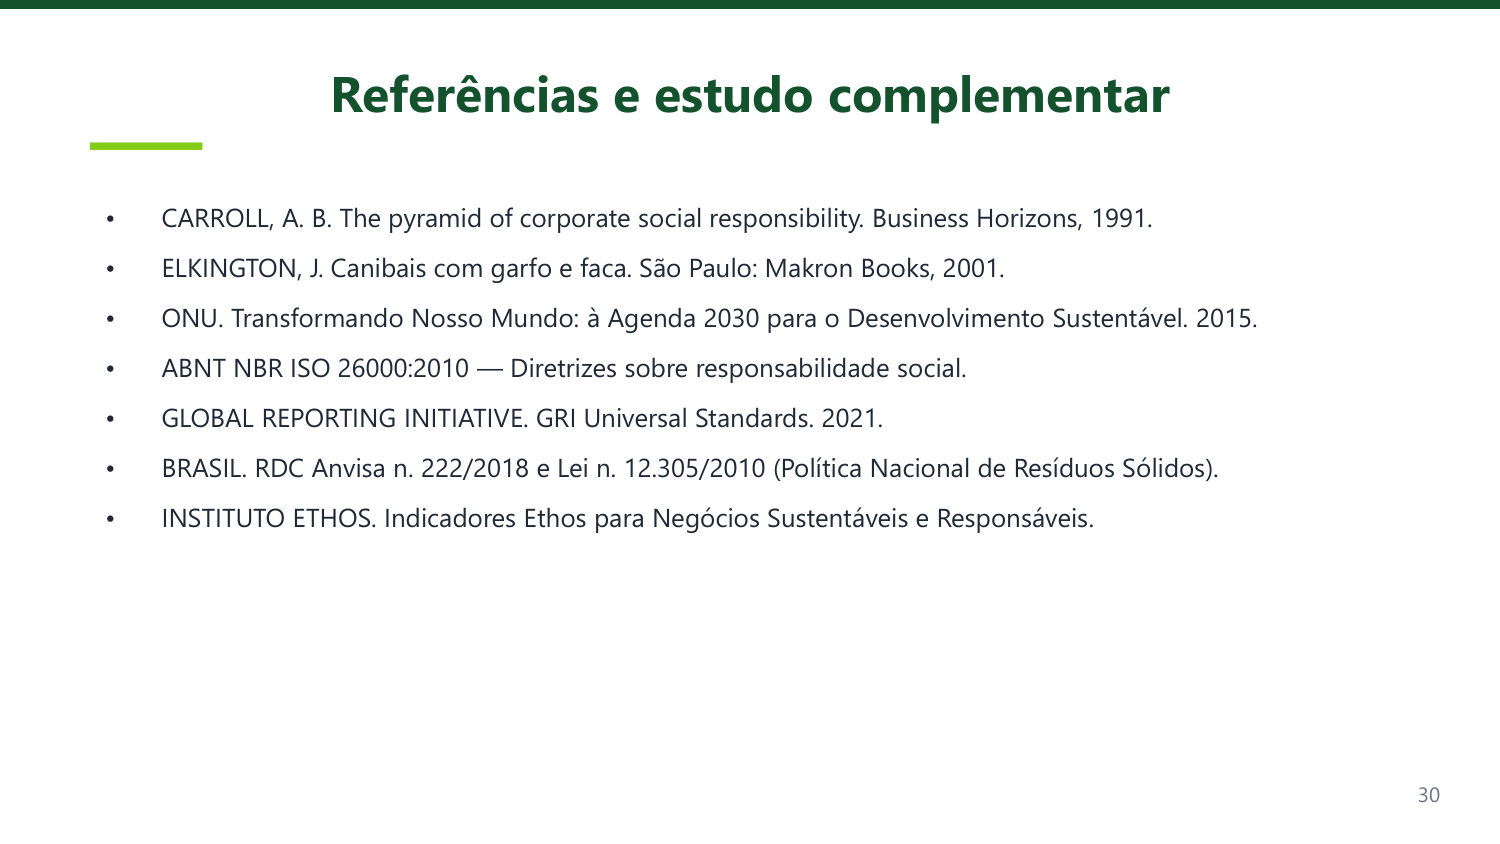 Referências e estudo complementar
• CARROLL, A. B. The pyramid of corporate social responsibility. Business Horizons, 1991.
• ELKINGTON, J. Canibais com garfo e faca. São Paulo: Makron Books, 2001.
• ONU. Transformando Nosso Mundo: à Agenda 2030 para o Desenvolvimento Sustentável. 2015.
• ABNT NBR ISO 26000:2010 — Diretrizes sobre responsabilidade social.
• GLOBAL REPORTING INITIATIVE. GRI Universal Standards. 2021.
• BRASIL. RDC Anvisa n. 222/2018 e Lei n. 12.305/2010 (Política Nacional de Resíduos Sólidos).
• INSTITUTO ETHOS. Indicadores Ethos para Negócios Sustentáveis e Responsáveis.
30